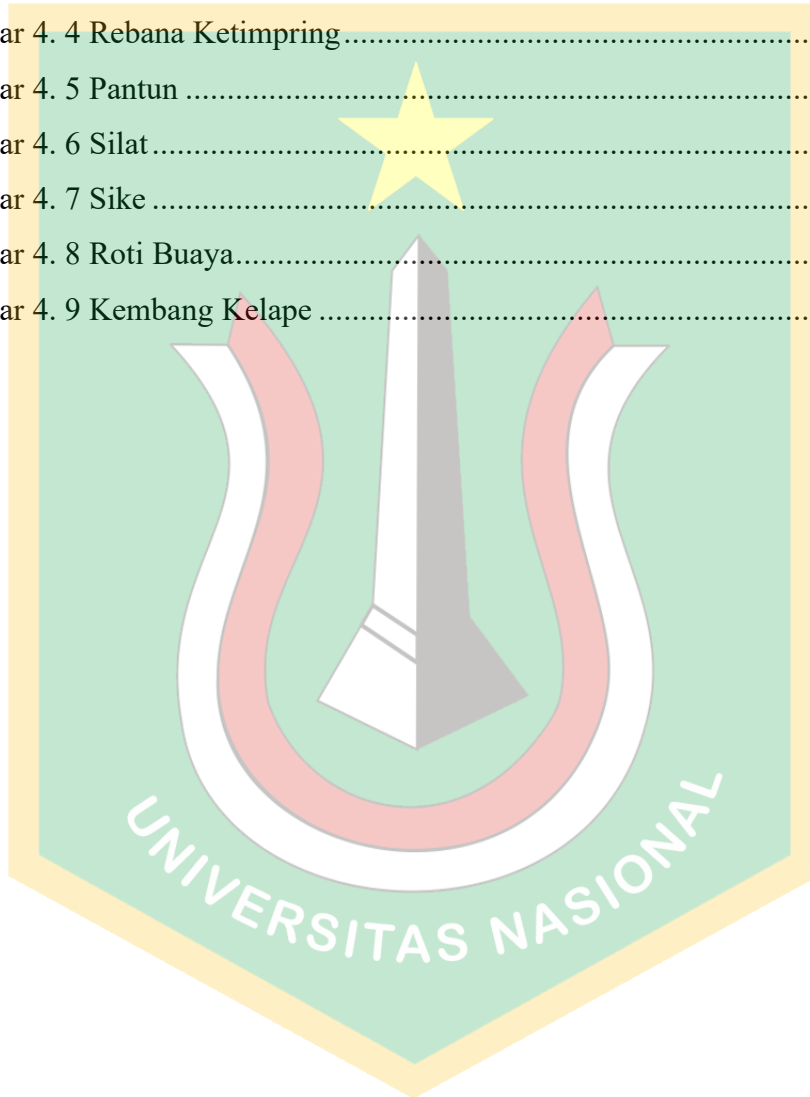 ar 4. 4 Rebana Ketimpring..........................................................
ar 4. 5 Pantun ..............................................................................
ar 4. 6 Silat..................................................................................
ar 4. 7 Sike ..................................................................................
ar 4. 8 Roti Buaya........................................................................
ar 4. 9 Kembang Kelape ..............................................................
UNIVERSITAS NASIONAL